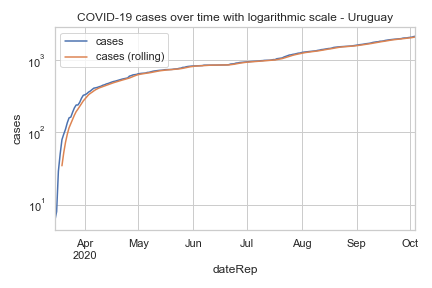 COVID-19 cases over time with logarithmic scale - Uruguay
cases
cases (rolling)
10³
10²
10¹
cases
Apr May Jun Jul Aug Sep Oct
2020
dateRep